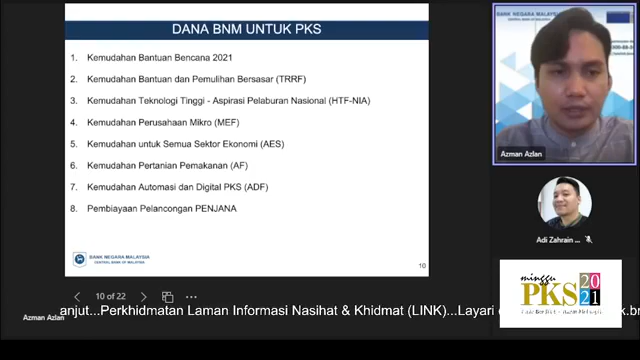 DANA BNM UNTUK PKS
1. Kemudahan Bantuan Bencana 2021
2. Kemudahan Bantuan dan Pemulihan Bersasar (TRRF)
3. Kemudahan Teknologi Tinggi - Aspirasi Pelaburan Nasional (HTF-NIA)
4. Kemudahan Perusahaan Mikro (MEF)
5. Kemudahan untuk Semua Sektor Ekonomi (AES)
6. Kemudahan Pertanian Pemakanan (AF)
7. Kemudahan Automasi dan Digital PKS (ADF)
8. Pembiayaan Pelancongan PENJANA
BANK NEGARA MALAYSIA
CENTRAL BANK OF MALAYSIA
10
10 of 22
Azman Azlan
BANK NEGARA MALAYSIA
Azman Azlan
Adi Zahrain ...
minggu
PKS 2021
anjut...Perkhidmatan Laman Informasi Nasihat & Khidmat (LINK)...Layari